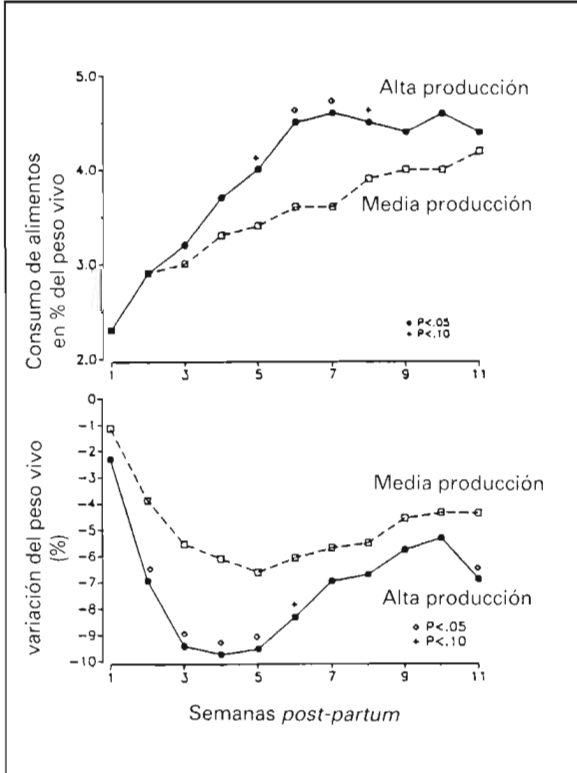 5.0
4.0
3.0
2.0
Consumo de alimentos
en % del peso vivo
Alta producción
Media producción
P<.05
+ P<.10
1 3 5 7 9 11
0
-1
-2
-3
-4
-5
-6
-7
-8
-9
-10
variación del peso vivo
(%)
Media producción
Alta producción
P<.05
+ P<.10
1 3 5 7 9 11
Semanas post-partum